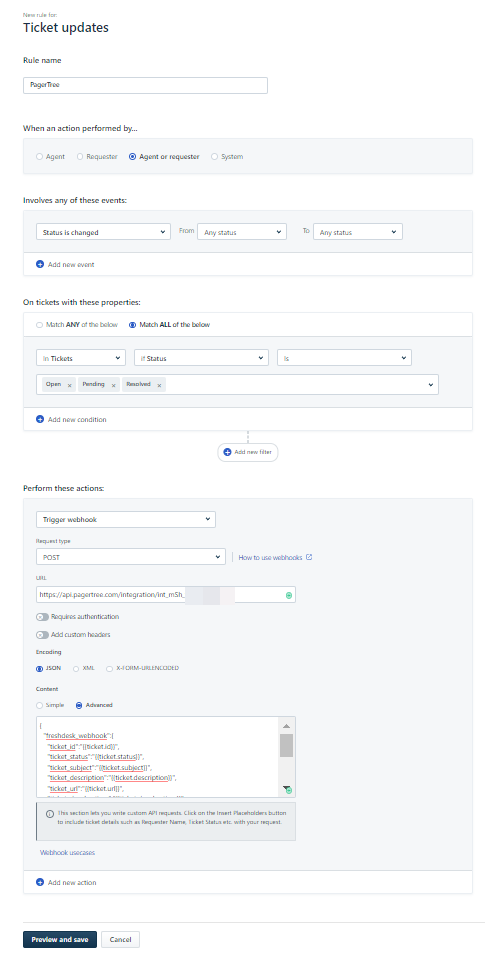 New rule for:
Ticket updates
Rule name
PagerTree
When an action performed by...
Agent Requester Agent or requester System
Involves any of these events:
Status is changed From Any status To Any status
Add new event
On tickets with these properties:
Match ANY of the below Match ALL of the below
In Tickets If Status is
Open × Pending × Resolved ×
Add new condition
Add new filter
Perform these actions:
Trigger webhook
Request type
POST How to use webhooks
URL
https://api.pagertree.com/integration/int_mSh_
Requires authentication
Add custom headers
Encoding
JSON XML X-FORM-URLENCODED
Content
Simple Advanced
{
"freshdesk_webhook":{
"ticket_id":"{{ticket.id}}",
"ticket_status":"{{ticket.status}}",
"ticket_subject":"{{ticket.subject}}",
"ticket_description":"{{ticket.description}}",
"ticket_url":"{{ticket.url}}",
This section lets you write custom API requests. Click on the Insert Placeholders button
to include ticket details such as Requester Name, Ticket Status etc. with your request.
Webhook usecases
Add new action
Preview and save Cancel